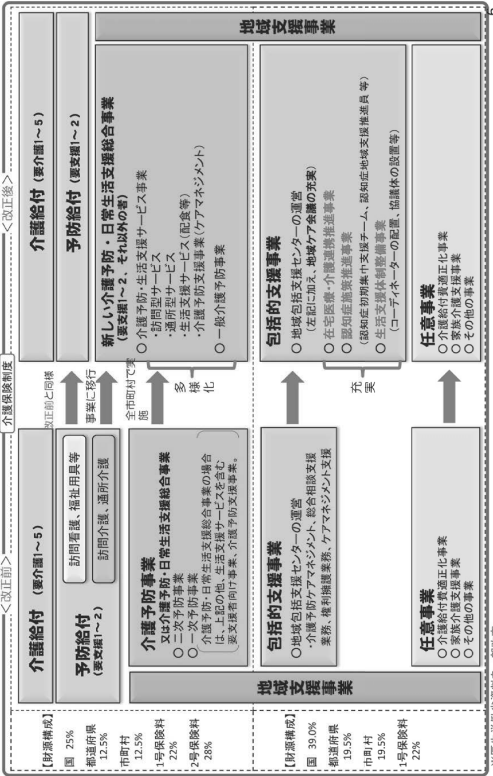 介護保険制度
＜改正前＞
＜改正後＞
【財源構成】
国 25%
都道府県
12.5%
市町村
12.5%
1号保険料
22%
2号保険料
28%
【財源構成】
国 39.0%
都道府県
19.5%
市町村
19.5%
1号保険料
22%
介護給付 (要介護1～5)
予防給付
(要支援1～2)
訪問看護、福祉用具等
訪問介護、通所介護
地域支援事業
介護予防事業
又は介護予防・日常生活支援総合事業
○二次予防事業
○一次予防事業
介護予防・日常生活支援総合事業の場合
は、上記の他、生活支援サービスを含む
要支援者向け事業、介護予防支援事業。
包括的支援事業
○地域包括支援センターの運営
・介護予防ケアマネジメント、総合相談支援
業務、権利擁護業務、ケアマネジメント支援
任意事業
○介護給付費適正化事業
○家族介護支援事業
○その他の事業
改正前と同様
事業に移行
全市町村で実
施
多様化
充実
介護給付 (要介護1～5)
予防給付 (要支援1～2)
新しい介護予防・日常生活支援総合事業
(要支援1～2、それ以外の者)
○ 介護予防・生活支援サービス事業
・訪問型サービス
・通所型サービス
・生活支援サービス(配食等)
・介護予防支援事業(ケアマネジメント)
○ 一般介護予防事業
包括的支援事業
○ 地域包括支援センターの運営
(左記に加え、地域ケア会議の充実)
○ 在宅医療・介護連携推進事業
○ 認知症施策推進事業
(認知症初期集中支援チーム、認知症地域支援推進員 等)
○ 生活支援体制整備事業
(コーディネーターの配置、協議体の設置等)
任意事業
○ 介護給付費適正化事業
○ 家族介護支援事業
○ その他の事業
地域支援事業